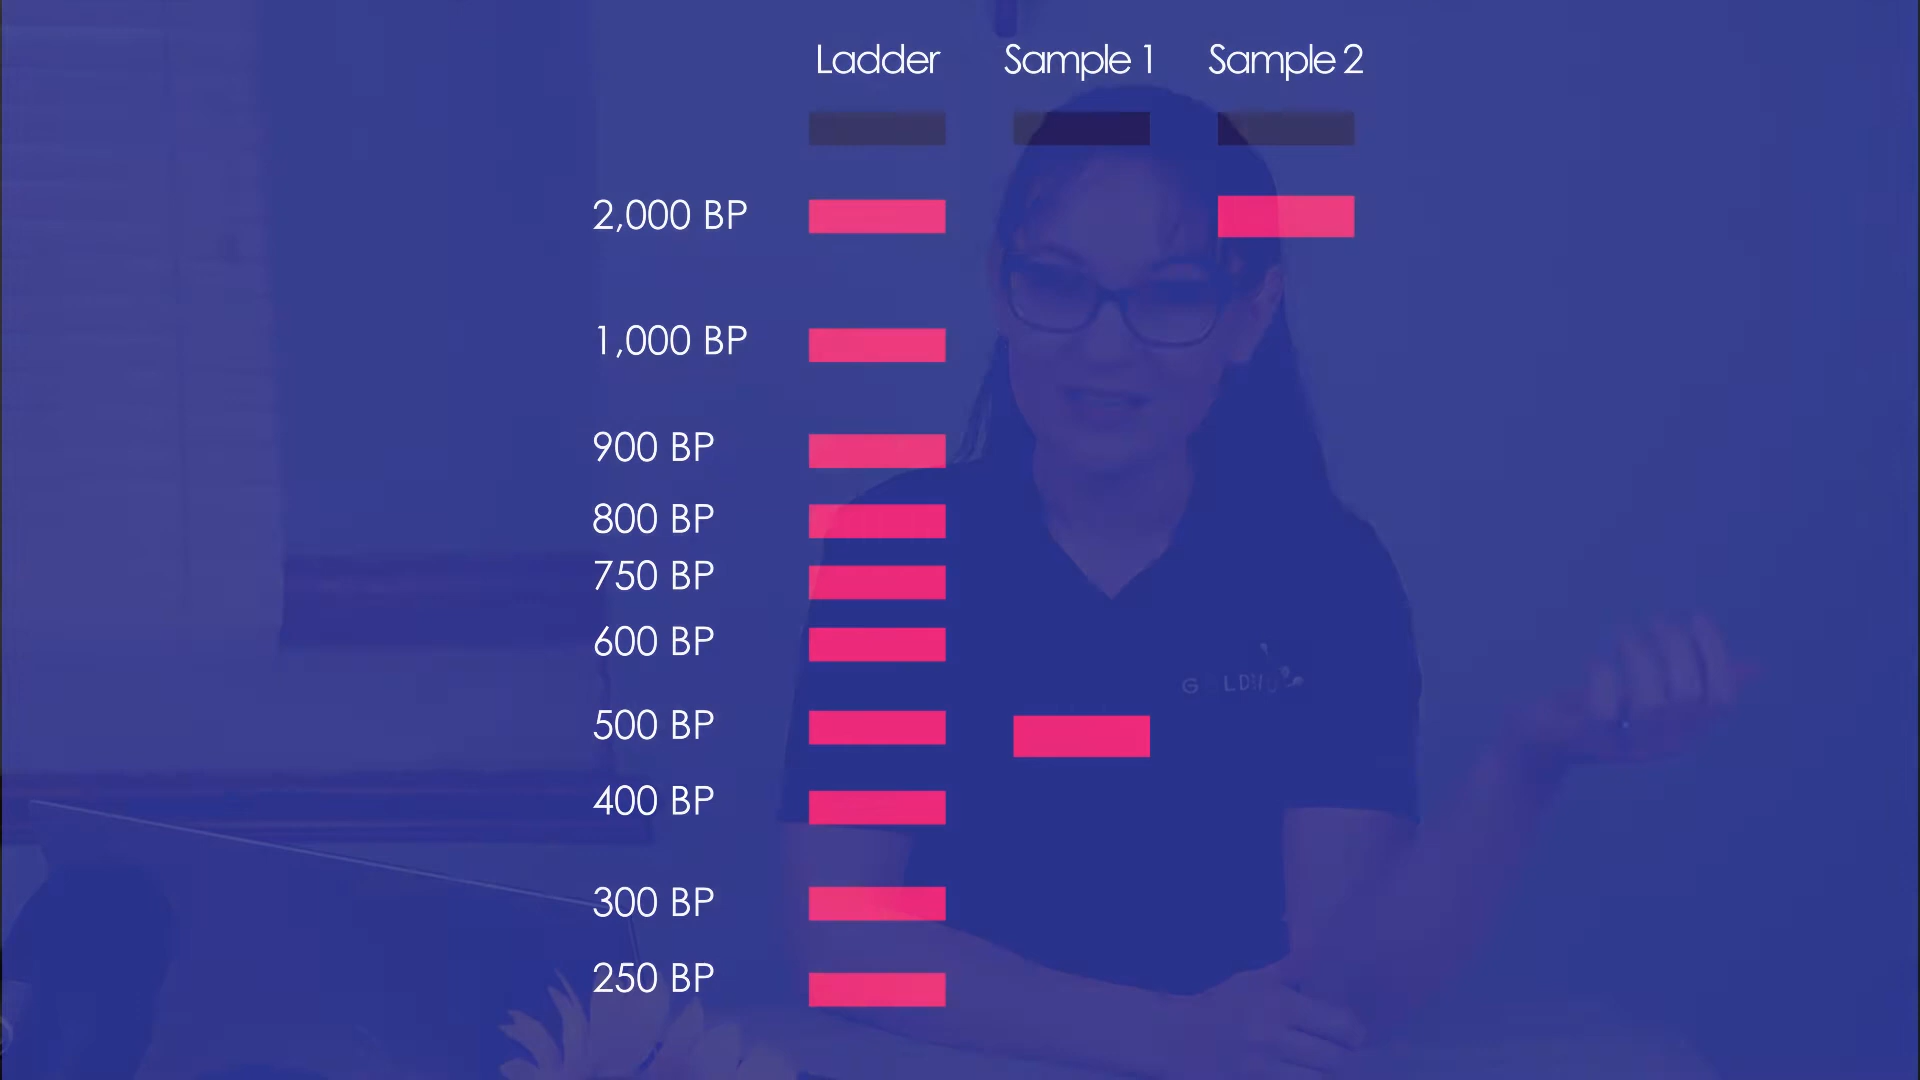 Ladder Sample 1 Sample 2
2,000 BP
1,000 BP
900 BP
800 BP
750 BP
600 BP
500 BP
400 BP
300 BP
250 BP